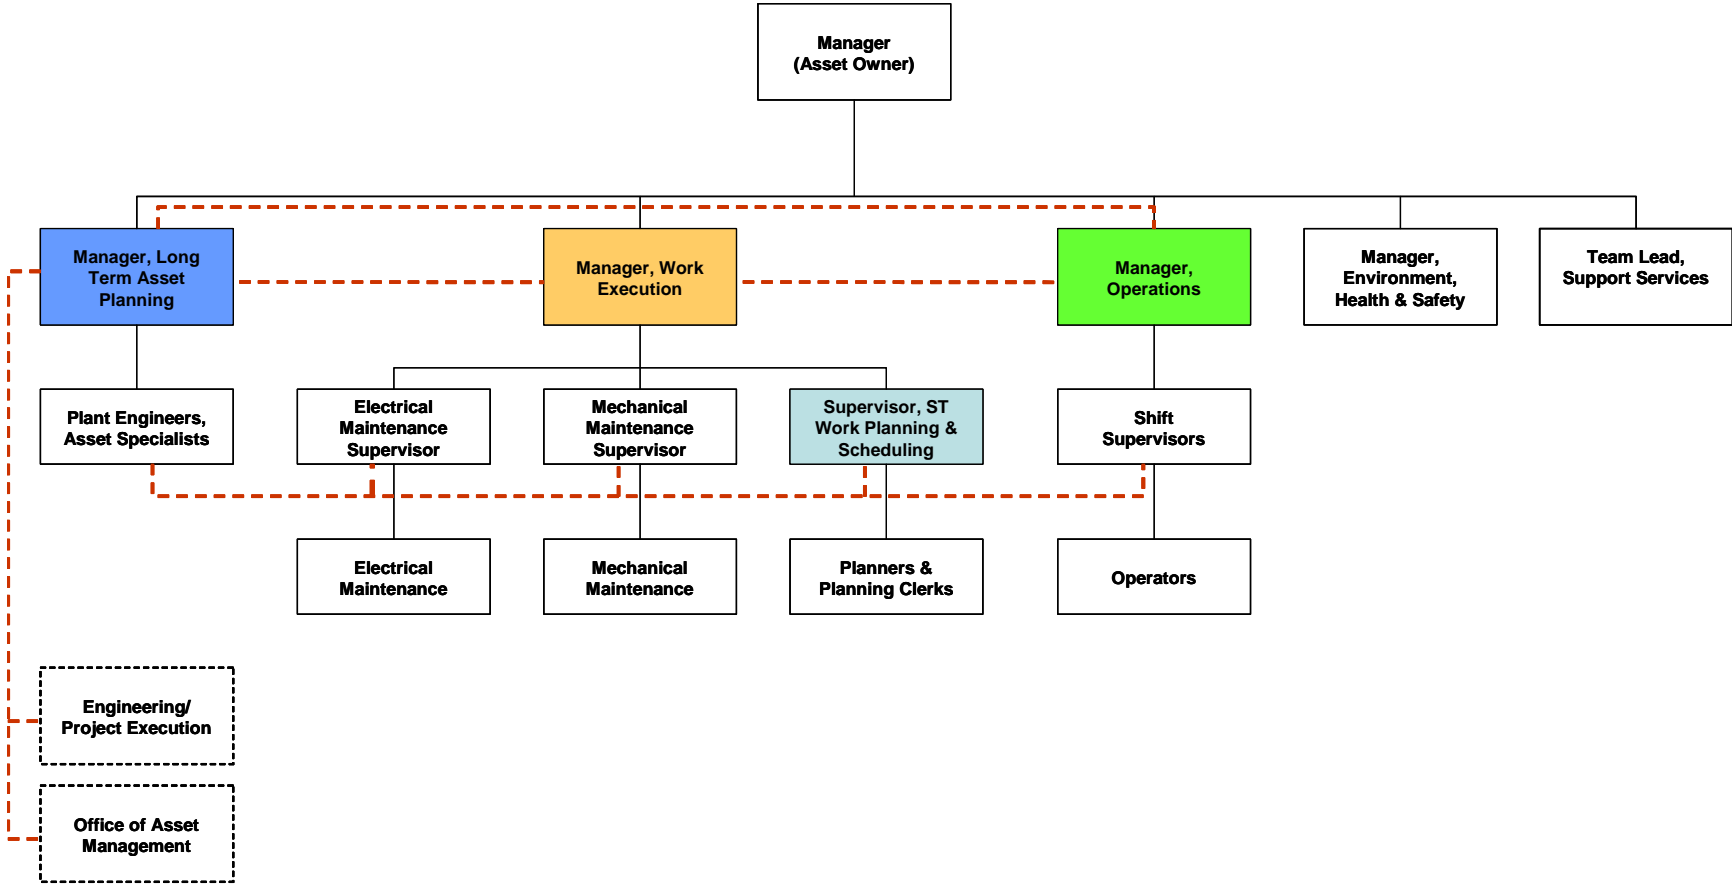 Manager
(Asset Owner)
Manager, Long
Term Asset
Planning
Manager, Work
Execution
Manager,
Operations
Manager,
Environment,
Health & Safety
Team Lead,
Support Services
Plant Engineers,
Asset Specialists
Electrical
Maintenance
Supervisor
Mechanical
Maintenance
Supervisor
Supervisor, ST
Work Planning &
Scheduling
Shift
Supervisors
Electrical
Maintenance
Mechanical
Maintenance
Planners &
Planning Clerks
Operators
Engineering/
Project Execution
Office of Asset
Management